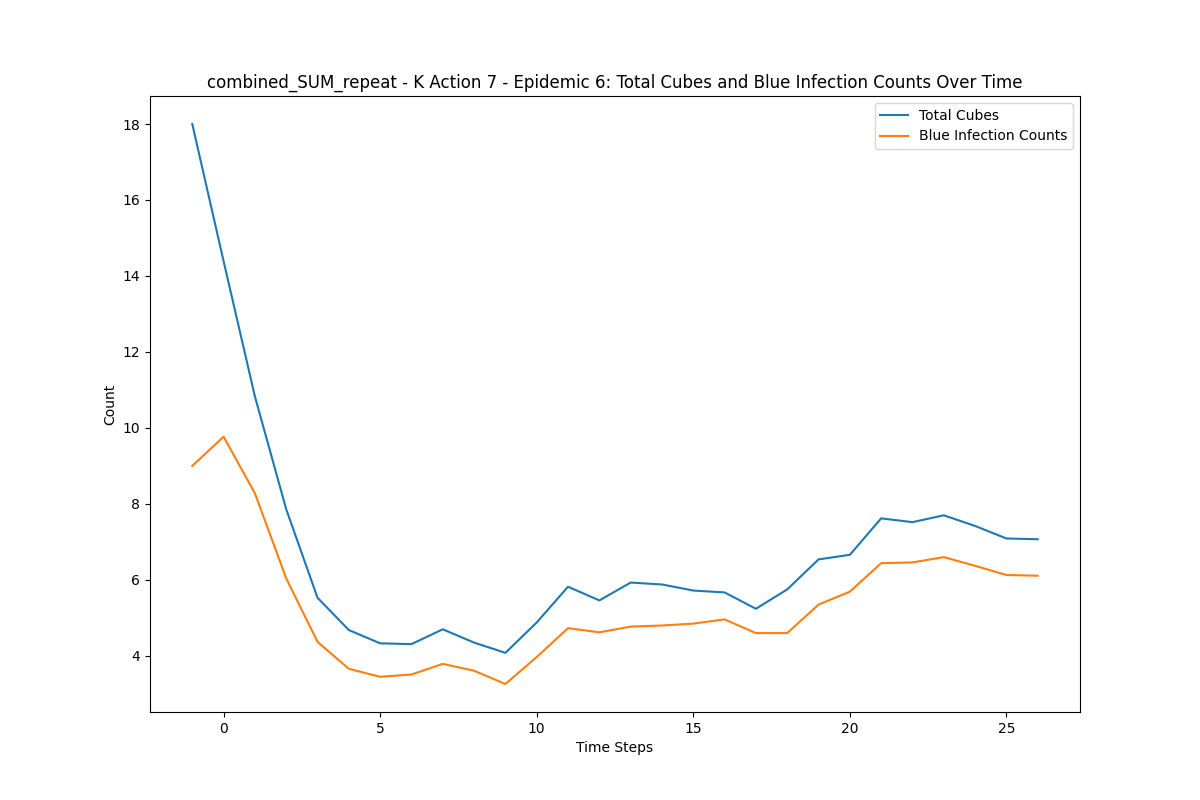 combined_SUM_repeat - K Action 7 - Epidemic 6: Total Cubes and Blue Infection Counts Over Time
Total Cubes
Blue Infection Counts
18
16
14
12
10
8
6
4
Count
0 5 10 15 20 25
Time Steps